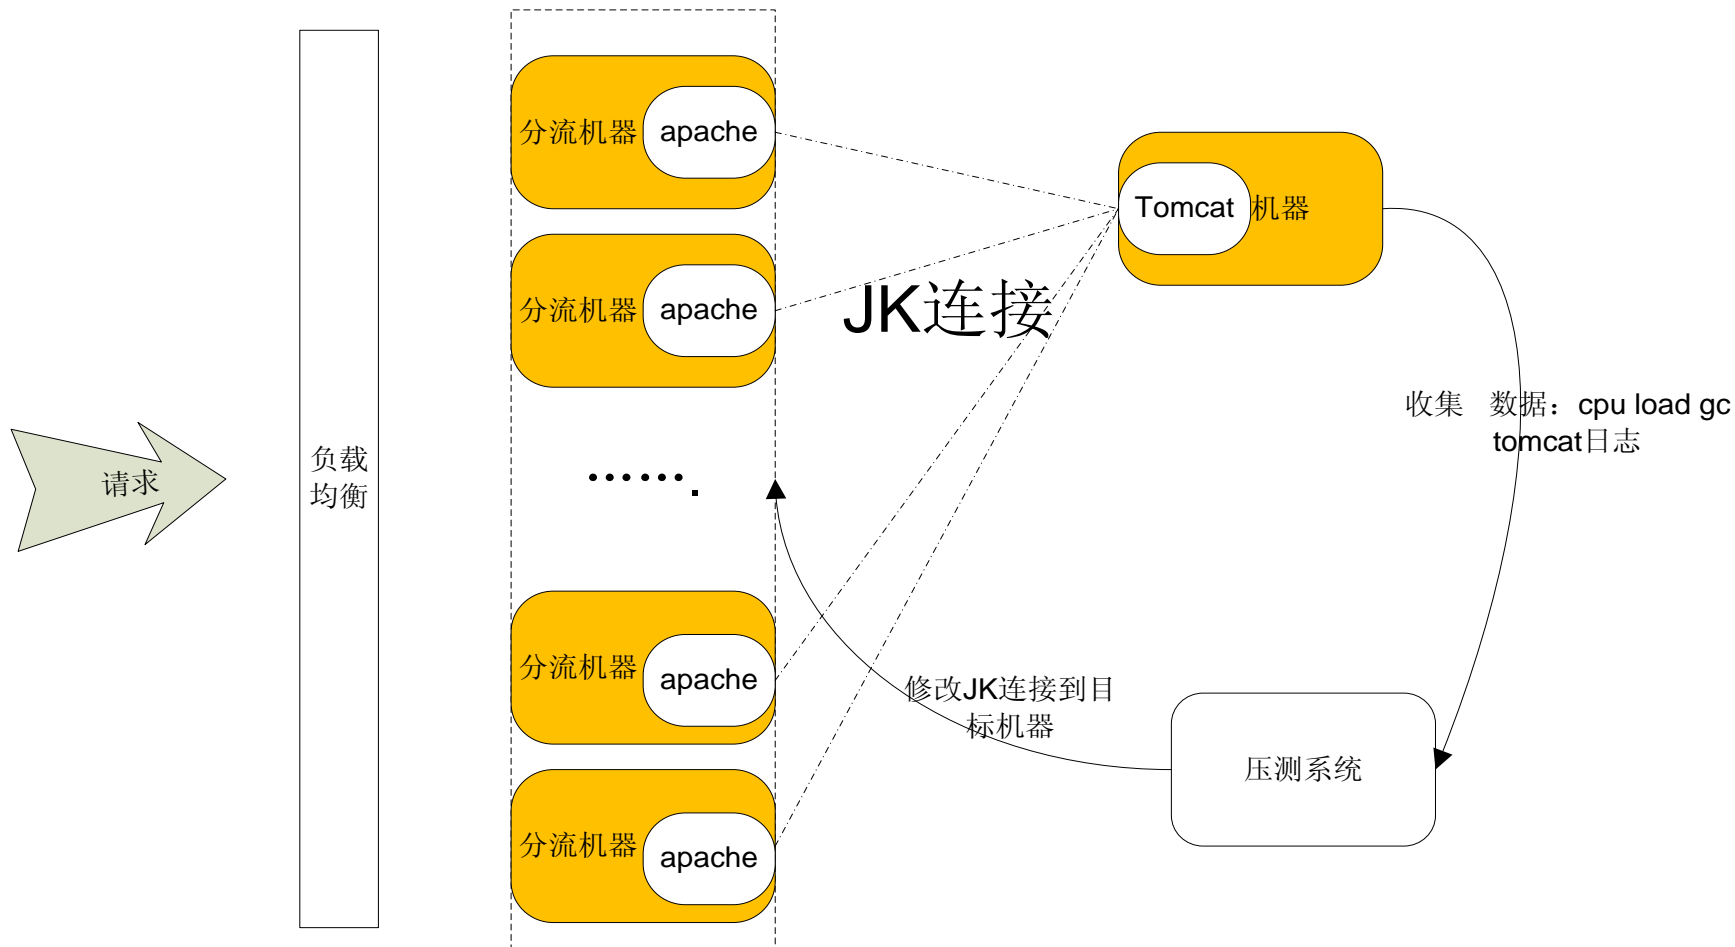 请求
负载
均衡
分流机器 apache
分流机器 apache
…….
分流机器 apache
分流机器 apache
JK连接
Tomcat 机器
收集 数据：cpu load gc
tomcat日志
修改JK连接到目
标机器
压测系统